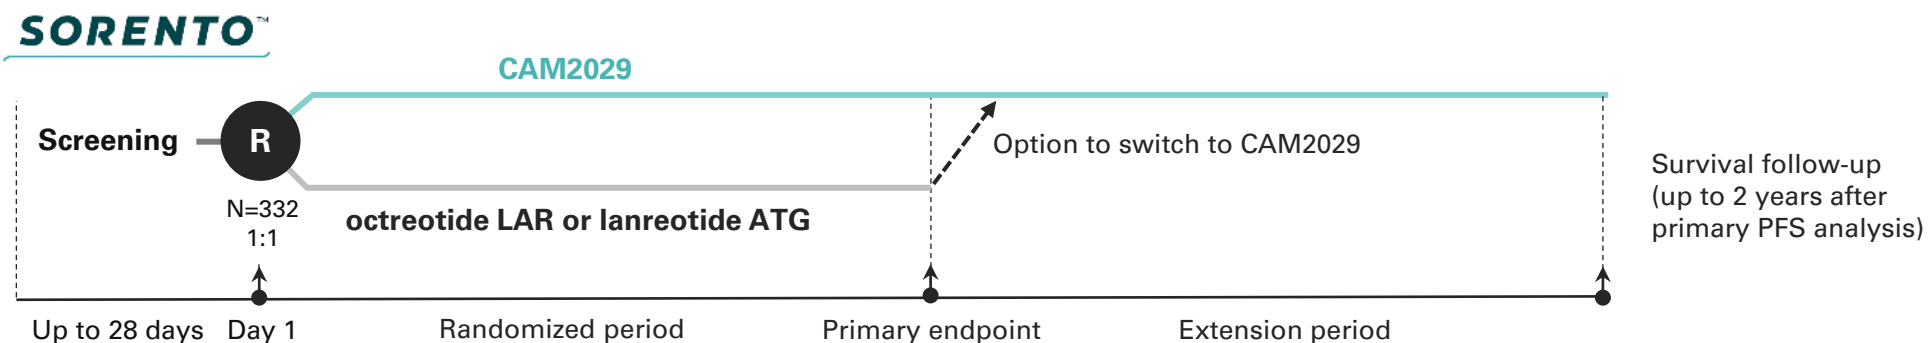 SORENTO™
CAM2029
Screening
R
Option to switch to CAM2029
N=332
1:1
octreotide LAR or lanreotide ATG
Survival follow-up
(up to 2 years after
primary PFS analysis)
Up to 28 days
Day 1
Randomized period
Primary endpoint
Extension period